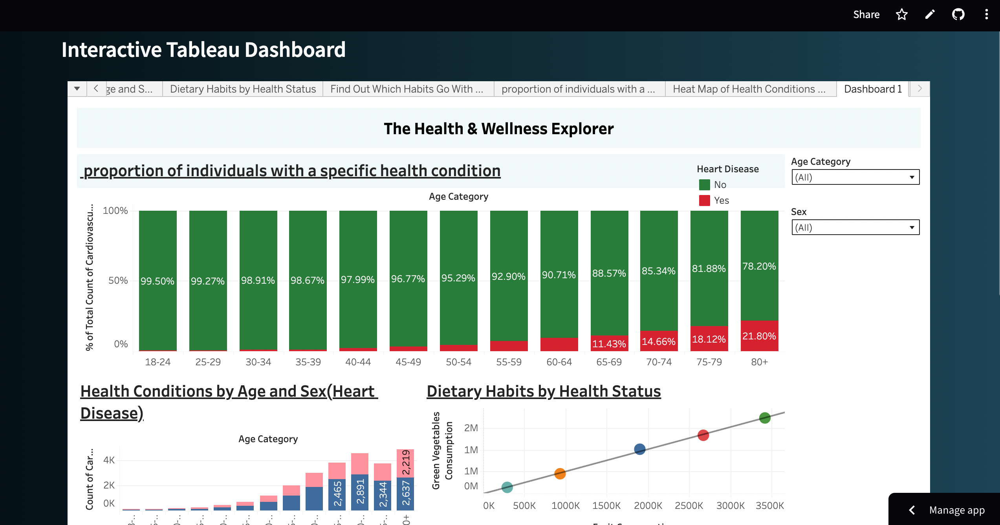 Share
Interactive Tableau Dashboard
ge and S...
Dietary Habits by Health Status
Find Out Which Habits Go With ...
proportion of individuals with a ...
Heat Map of Health Conditions ...
Dashboard 1
The Health & Wellness Explorer
proportion of individuals with a specific health condition
Heart Disease
No
Yes
Age Category
(All)
Sex
(All)
Age Category
% of Total Count of Cardiovascu...
100%
50%
0%
99.50%
99.27%
98.91%
98.67%
97.99%
96.77%
95.29%
92.90%
90.71%
88.57%
85.34%
81.88%
78.20%
11.43%
14.66%
18.12%
21.80%
18-24
25-29
30-34
35-39
40-44
45-49
50-54
55-59
60-64
65-69
70-74
75-79
80+
Health Conditions by Age and Sex(Heart
Disease)
Age Category
Count of Car...
4K
2K
0K
2,465
2,891
2,344
2,637
2,219
Dietary Habits by Health Status
Green Vegetables
Consumption
2M
1M
1M
0M
0K
500K
1000K
1500K
2000K
2500K
3000K
3500K
Manage app